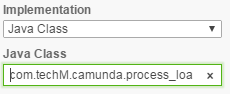 Implementation
Java Class
Java Class
com.techM.camunda.process_loa